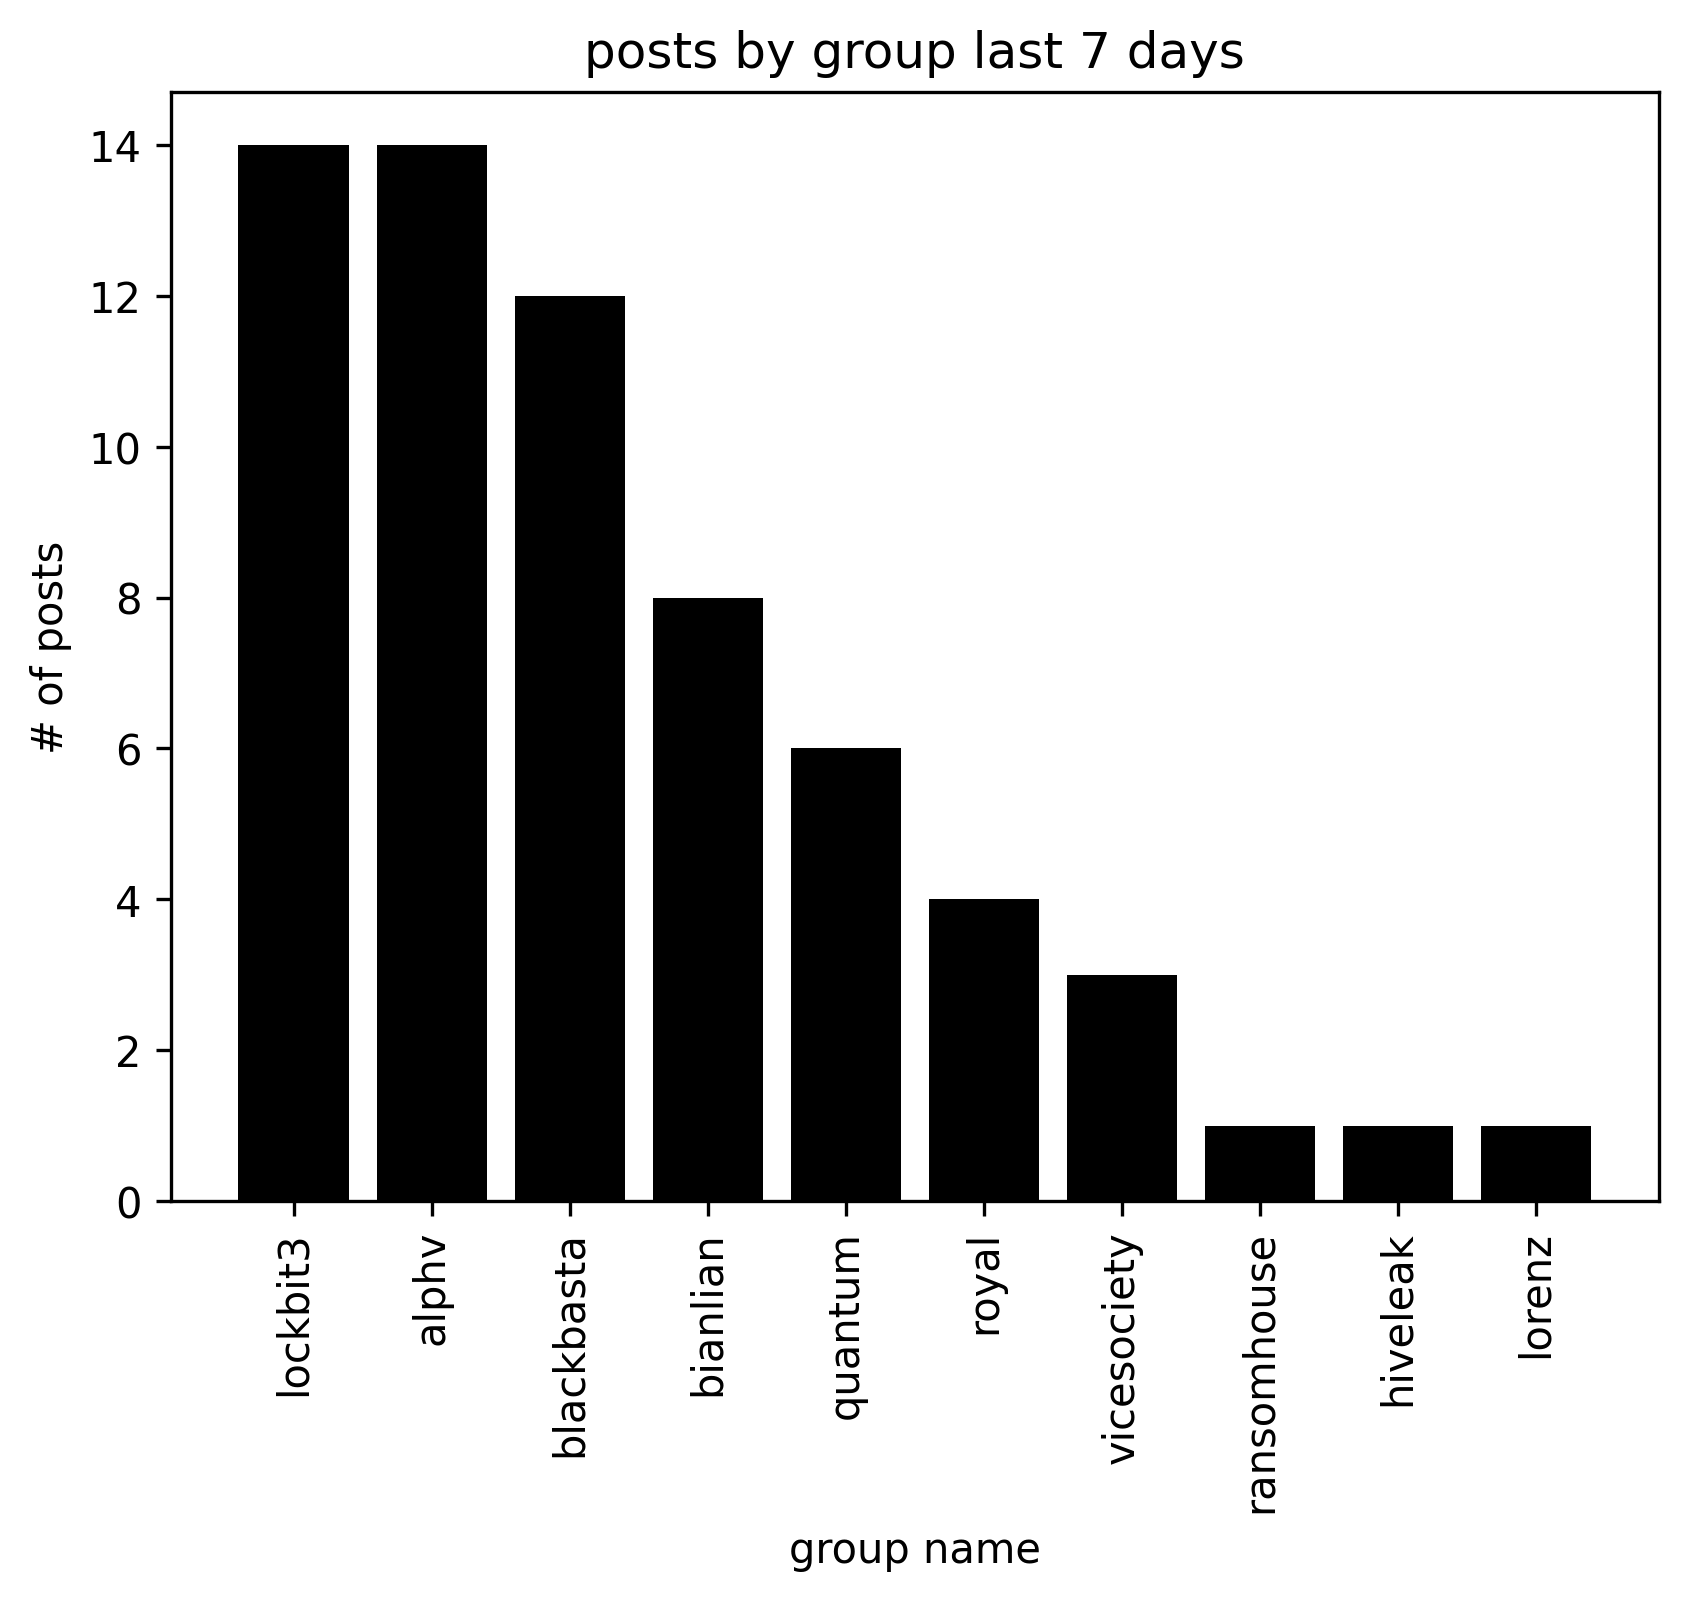 posts by group last 7 days
# of posts
14
12
10
8
6
4
2
0
lockbit3
alphv
blackbasta
bianlian
quantum
royal
vicesociety
ransomhouse
hiveleak
lorenz
group name